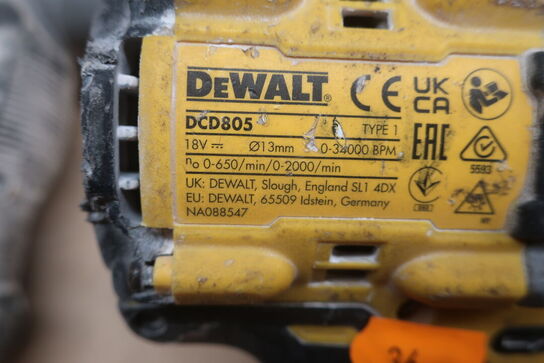 DEWALT®
CE UK CA
DCD805 TYPE 1
18V ⎓ Ø13mm 0-34000 BPM
EAC
n₀ 0-650/min/0-2000/min
5593
UK: DEWALT, Slough, England SL1 4DX
EU: DEWALT, 65509 Idstein, Germany
NA088547
34